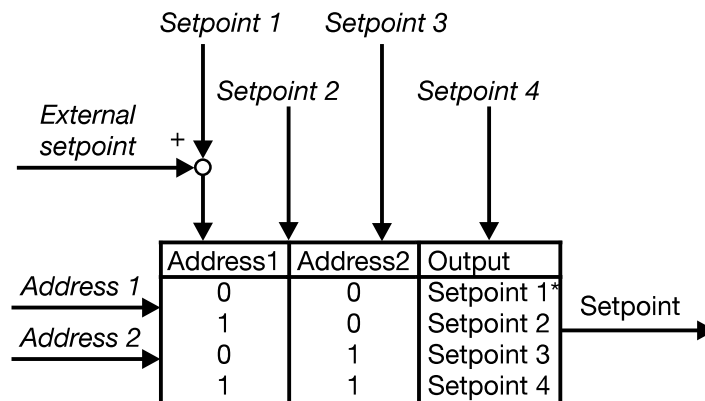 Setpoint 1
Setpoint 3
Setpoint 2
Setpoint 4
External
setpoint
+
Address1 Address2 Output
Address 1
0 0 Setpoint 1*
Setpoint
1 0 Setpoint 2
Address 2
0 1 Setpoint 3
1 1 Setpoint 4